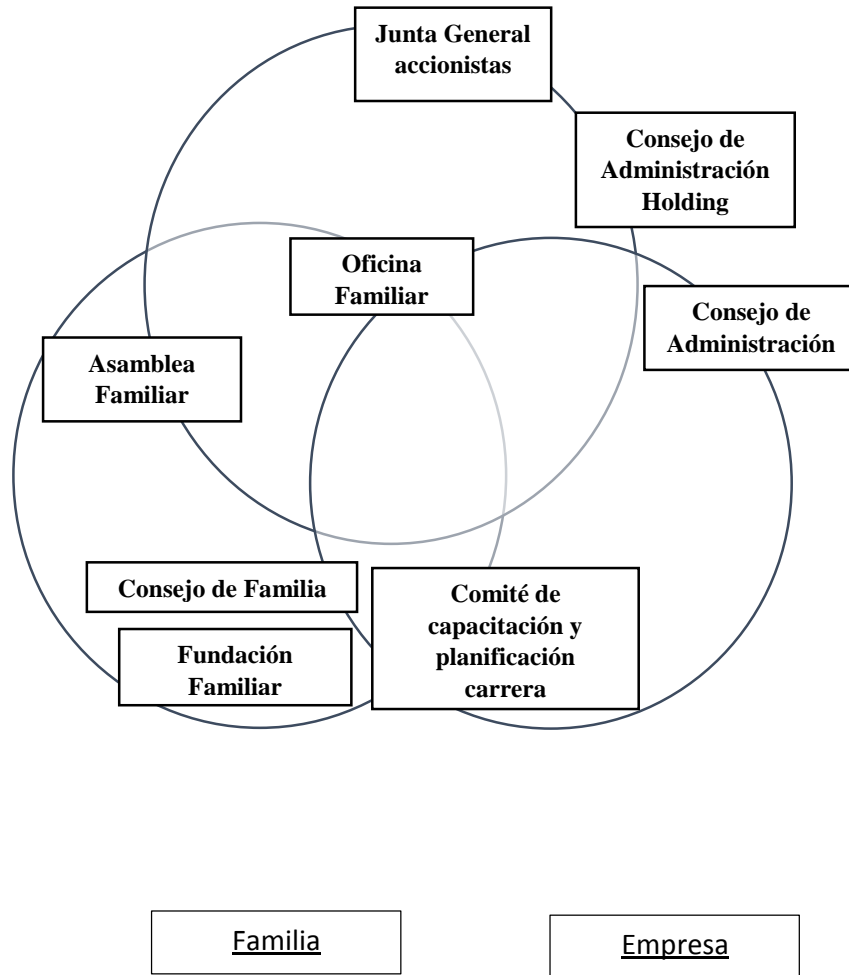 Junta General
accionistas
Consejo de
Administración
Holding
Oficina
Familiar
Consejo de
Administración
Asamblea
Familiar
Consejo de Familia
Comité de
capacitación y
planificación
carrera
Fundación
Familiar
Familia
Empresa